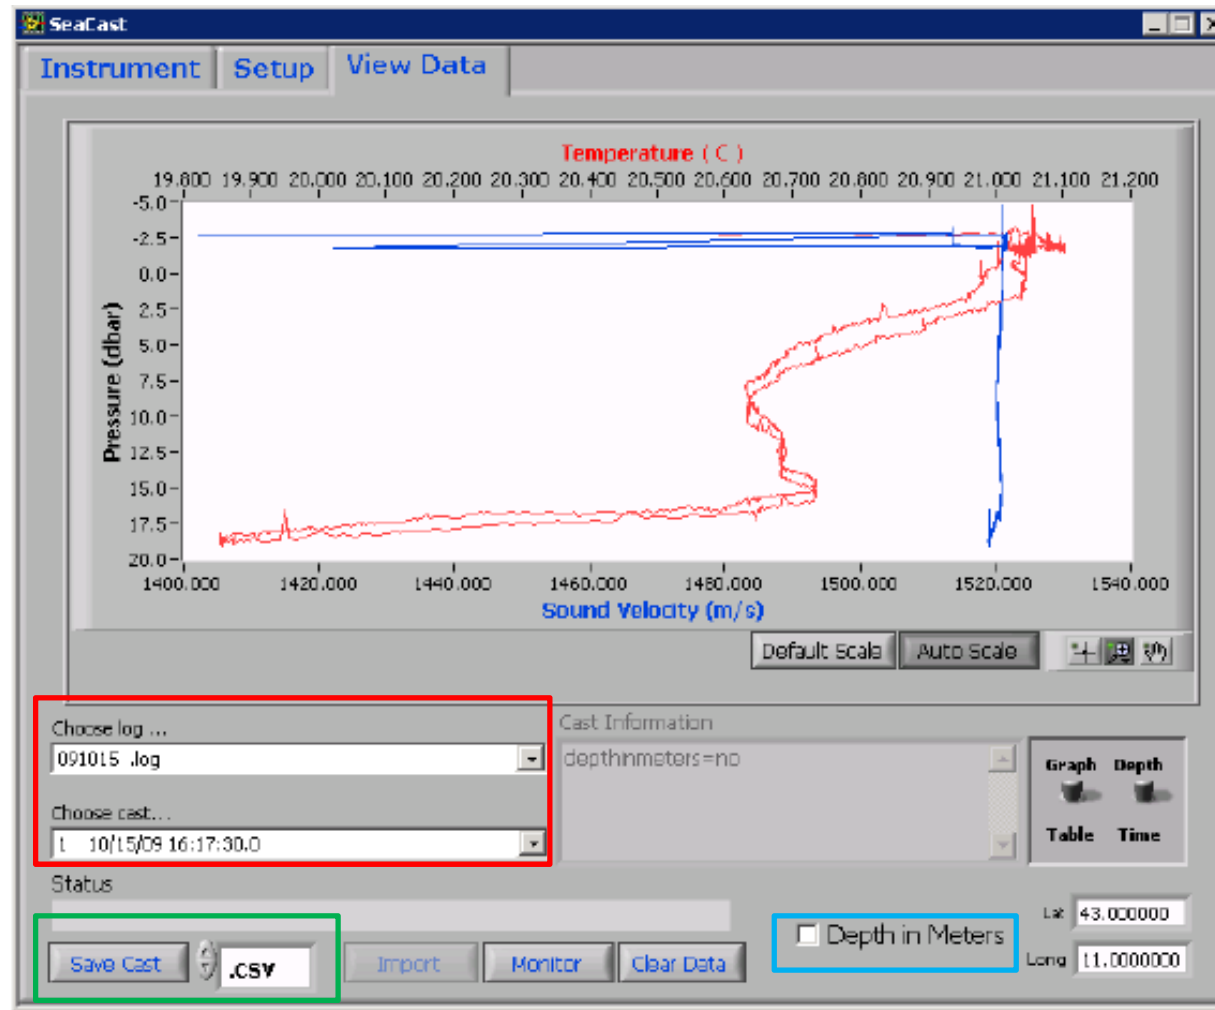 SeaCast
Instrument Setup View Data
Temperature ( C )
19.800 19.900 20.000 20.100 20.200 20.300 20.400 20.500 20.600 20.700 20.800 20.900 21.000 21.100 21.200
-5.0
-2.5
0.0
2.5
5.0
7.5
10.0
12.5
15.0
17.5
20.0
Pressure (dbar)
1400.000 1420.000 1440.000 1460.000 1480.000 1500.000 1520.000 1540.000
Sound Velocity (m/s)
Default Scale Auto Scale
Choose log ...
091015 .log
Choose cast...
1 10/15/09 16:17:30.0
Cast Information
depthinmeters=no
Graph Depth
Table Time
Status
Save Cast .csv Import Monitor Clear Data
Depth in Meters
Lat 43.000000
Long 11.0000000